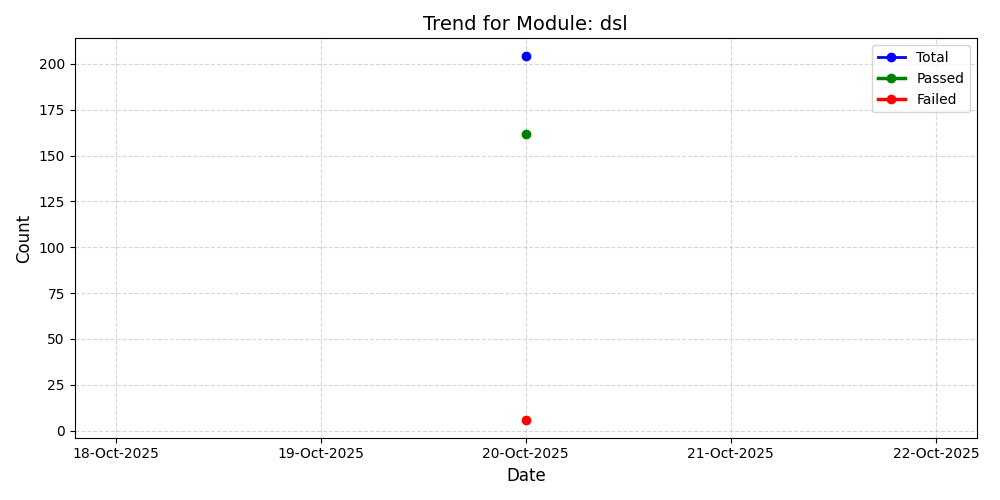 Trend for Module: dsl
Total
Passed
Failed
200
175
150
125
100
75
50
25
0
Count
18-Oct-2025
19-Oct-2025
20-Oct-2025
21-Oct-2025
22-Oct-2025
Date